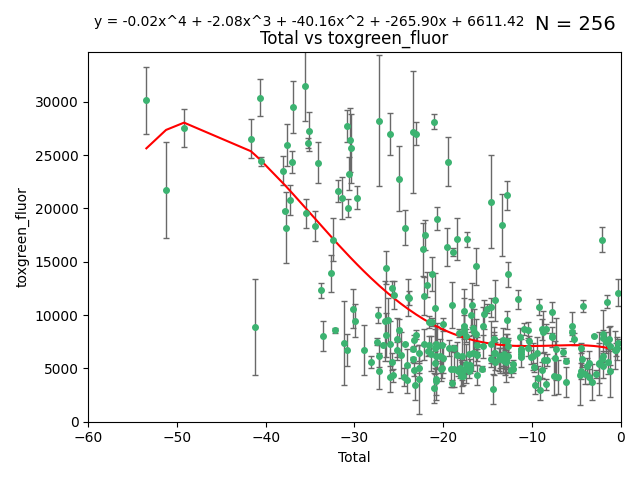 y = -0.02x^4 + -2.08x^3 + -40.16x^2 + -265.90x + 6611.42 N = 256
Total vs toxgreen_fluor
toxgreen_fluor
30000
25000
20000
15000
10000
5000
0
−60 −50 −40 −30 −20 −10 0
Total